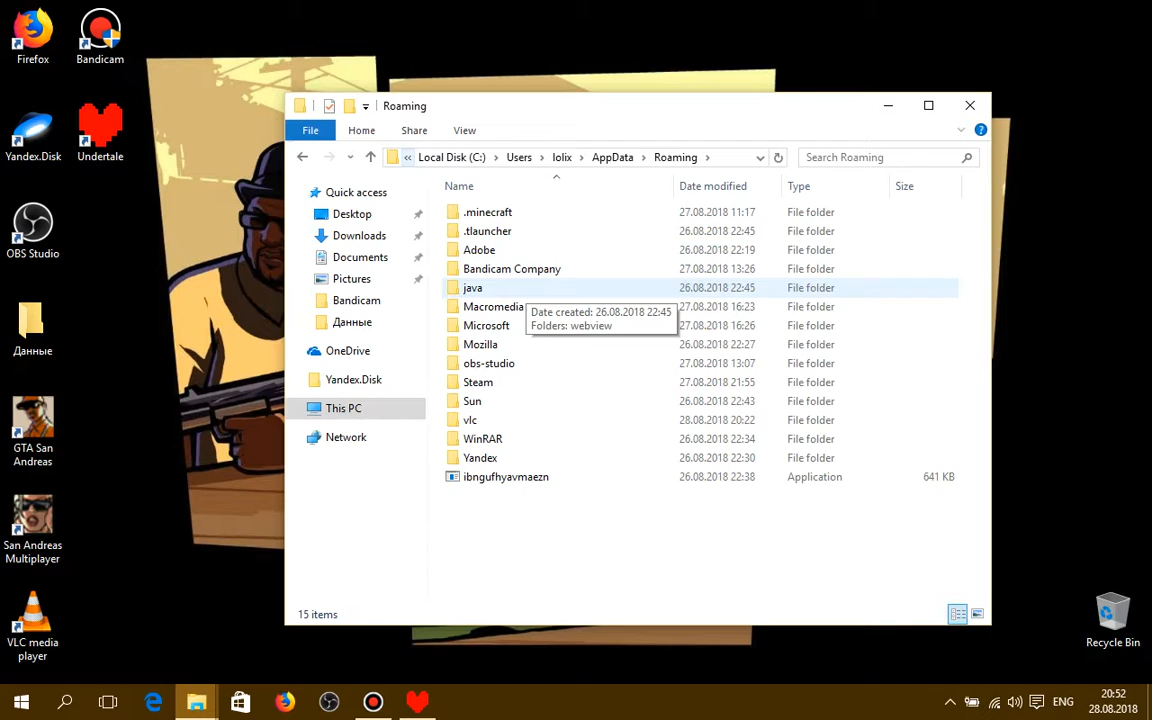 Firefox
Bandicam
Yandex.Disk
Undertale
OBS Studio
Данные
GTA San
Andreas
San Andreas
Multiplayer
VLC media
player
Recycle Bin
Roaming
File
Home
Share
View
Local Disk (C:)
Users
lolix
AppData
Roaming
Search Roaming
Quick access
Desktop
Downloads
Documents
Pictures
Bandicam
Данные
OneDrive
Yandex.Disk
This PC
Network
Name Date modified Type Size
.minecraft 27.08.2018 11:17 File folder
.tlauncher 26.08.2018 22:45 File folder
Adobe 26.08.2018 22:19 File folder
Bandicam Company 27.08.2018 13:26 File folder
java 26.08.2018 22:45 File folder
Macromedia 27.08.2018 16:23 File folder
Date created: 26.08.2018 22:45
Folders: webview
Microsoft 27.08.2018 16:26 File folder
Mozilla 26.08.2018 22:27 File folder
obs-studio 27.08.2018 13:07 File folder
Steam 27.08.2018 21:55 File folder
Sun 26.08.2018 22:43 File folder
vlc 28.08.2018 20:22 File folder
WinRAR 26.08.2018 22:34 File folder
Yandex 26.08.2018 22:30 File folder
ibngufhyavmaezn 26.08.2018 22:38 Application 641 KB
15 items
ENG
20:52
28.08.2018